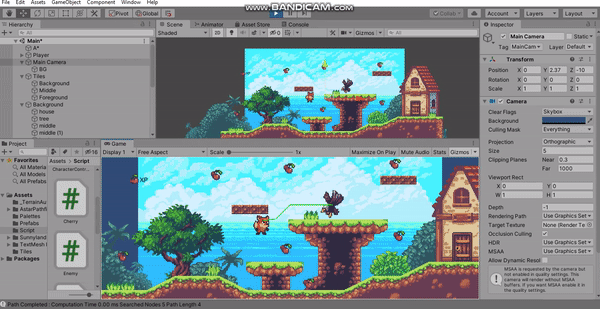 www.BANDICAM.com
File Edit Assets GameObject Component Window Help
Pivot Global
Account Layers Layout
Hierarchy
Scene Animator Asset Store Console
Inspector
All
Shaded 2D Gizmos All
Main Camera Static
Tag MainCam Layer Default
Main*
A*
Player
Main Camera
BG
Tiles
Background
Middle
Foreground
Background
house
tree
middle
middle (1)
Transform
Position X 0 Y 2.37 Z -10
Rotation X 0 Y 0 Z 0
Scale X 1 Y 1 Z 1
Camera
Clear Flags Skybox
Background
Culling Mask Everything
Projection Orthographic
Size 5
Clipping Planes Near 0.3
Far 1000
Viewport Rect
X 0 Y 0
W 1 H 1
Depth -1
Rendering Path Use Graphics Set
Target Texture None (Render Te
Occlusion Culling
HDR Use Graphics Set
MSAA Use Graphics Set
Allow Dynamic Resol
MSAA is requested by the camera but not enabled in quality settings. This camera will render without MSAA buffers. If you want MSAA enable it in the quality settings.
Project
Favorites
All Materia
All Models
All Prefabs
Assets
_TerrainAu
AstarPathfi
Palettes
Prefabs
Script
Sunnyland
TextMesh
Tiles
Packages
Assets > Script
CharacterContr...
Cherry
Enemy
Game
Display 1 Free Aspect Scale 1x Maximize On Play Mute Audio Stats Gizmos
XP
Path Completed : Computation Time 0.00 ms Searched Nodes 5 Path Length 4